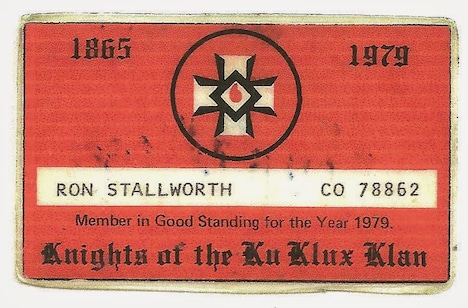 1865 1979
RON STALLWORTH CO 78862
Member in Good Standing for the Year 1979.
Knights of the Ku Klux Klan